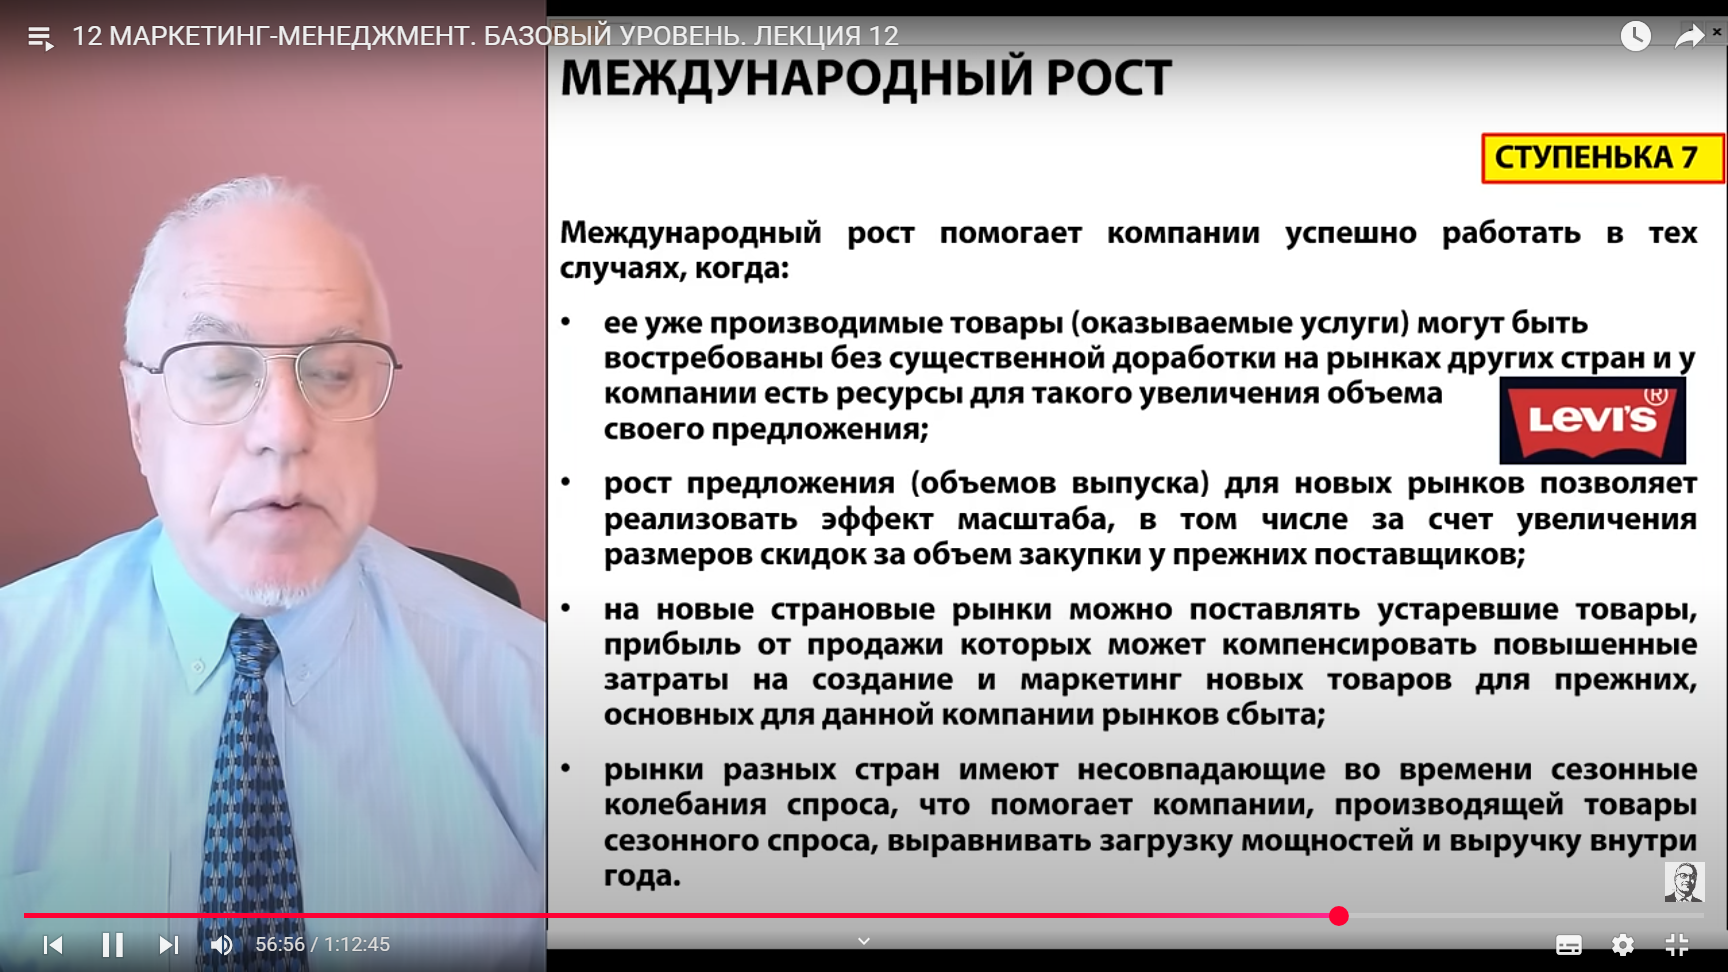 12 МАРКЕТИНГ-МЕНЕДЖМЕНТ. БАЗОВЫЙ УРОВЕНЬ. ЛЕКЦИЯ 12
МЕЖДУНАРОДНЫЙ РОСТ
СТУПЕНЬКА 7
Международный рост помогает компании успешно работать в тех
случаях, когда:
• ее уже производимые товары (оказываемые услуги) могут быть
востребованы без существенной доработки на рынках других стран и у
компании есть ресурсы для такого увеличения объема
своего предложения;
LEVI'S ®
• рост предложения (объемов выпуска) для новых рынков позволяет
реализовать эффект масштаба, в том числе за счет увеличения
размеров скидок за объем закупки у прежних поставщиков;
• на новые страновые рынки можно поставлять устаревшие товары,
прибыль от продажи которых может компенсировать повышенные
затраты на создание и маркетинг новых товаров для прежних,
основных для данной компании рынков сбыта;
• рынки разных стран имеют несовпадающие во времени сезонные
колебания спроса, что помогает компании, производящей товары
сезонного спроса, выравнивать загрузку мощностей и выручку внутри
года.
56:56 / 1:12:45